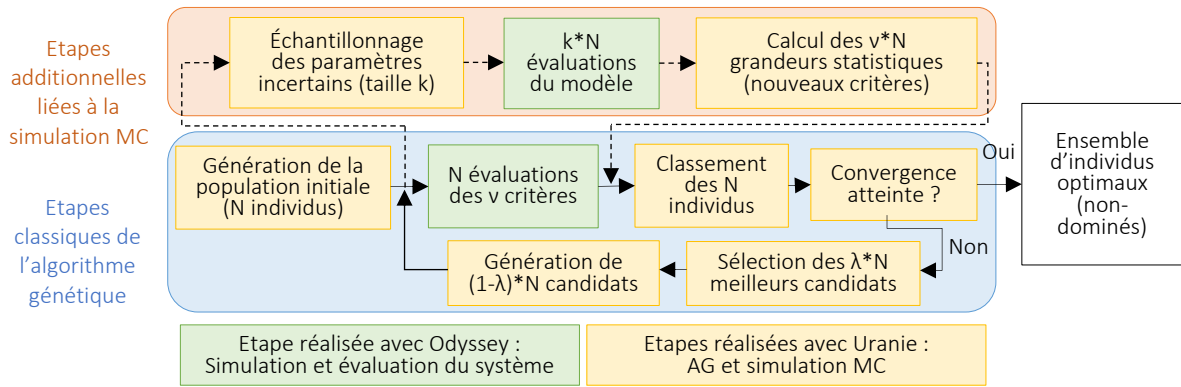 Etapes
additionnelles
liées à la
simulation MC
Échantillonnage
des paramètres
incertains (taille k)
k*N
évaluations
du modèle
Calcul des ν*N
grandeurs statistiques
(nouveaux critères)
Etapes
classiques de
l'algorithme
génétique
Génération de la
population initiale
(N individus)
N évaluations
des ν critères
Classement
des N
individus
Convergence
atteinte ?
Oui
Non
Ensemble
d'individus
optimaux
(non-
dominés)
Génération de
(1-λ)*N candidats
Sélection des λ*N
meilleurs candidats
Etape réalisée avec Odyssey :
Simulation et évaluation du système
Etapes réalisées avec Uranie :
AG et simulation MC